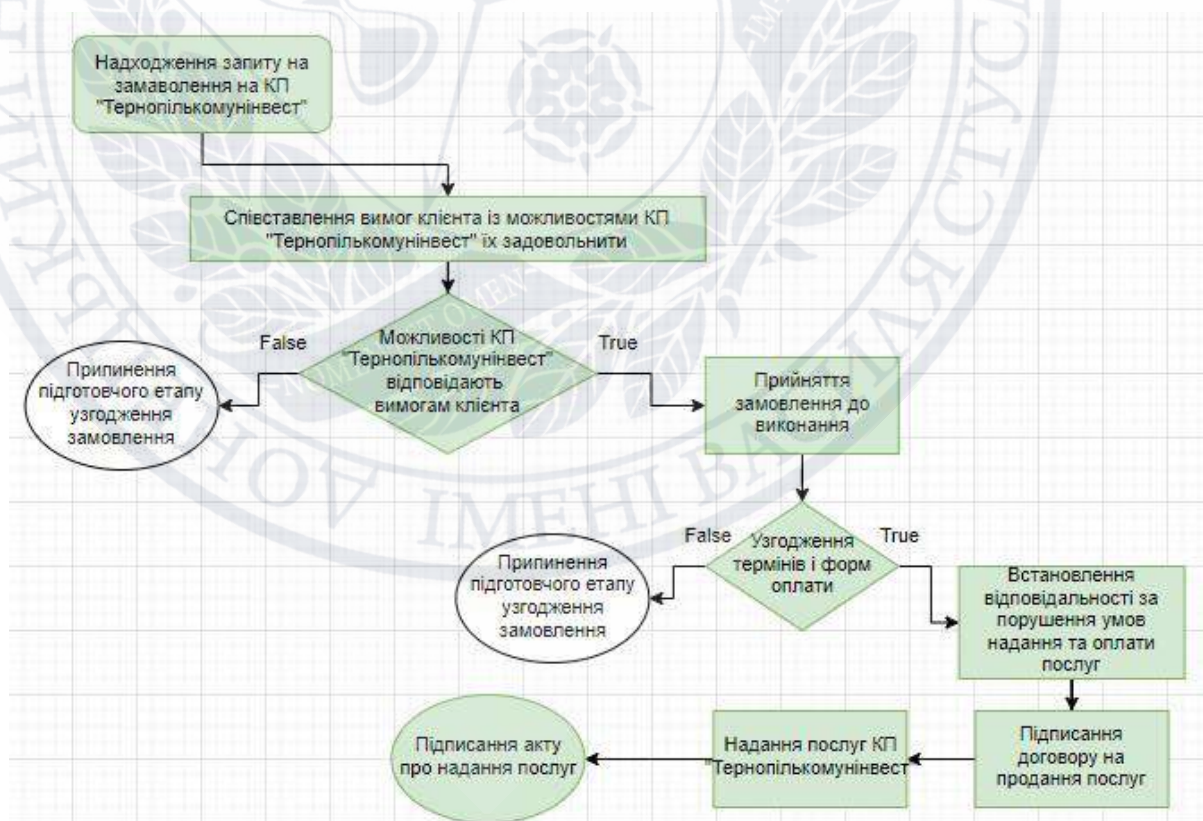 Надходження запиту на
замаволення на КП
"Тернопількомунінвест"
Співставлення вимог клієнта із можливостями КП
"Тернопількомунінвест" їх задовольнити
False
Можливості КП
"Тернопількомунінвест"
відповідають
вимогам клієнта
True
Припинення
підготовчого етапу
узгодження
замовлення
Прийняття
замовлення до
виконання
False
Узгодження
термінів і форм
оплати
True
Припинення
підготовчого етапу
узгодження
замовлення
Встановлення
відповідальності за
порушення умов
надання та оплати
послуг
Підписання акту
про надання послуг
Надання послуг КП
"Тернопількомунінвест
Підписання
договору на
продання послуг
ІМЕНІ ВАСИЛЯ